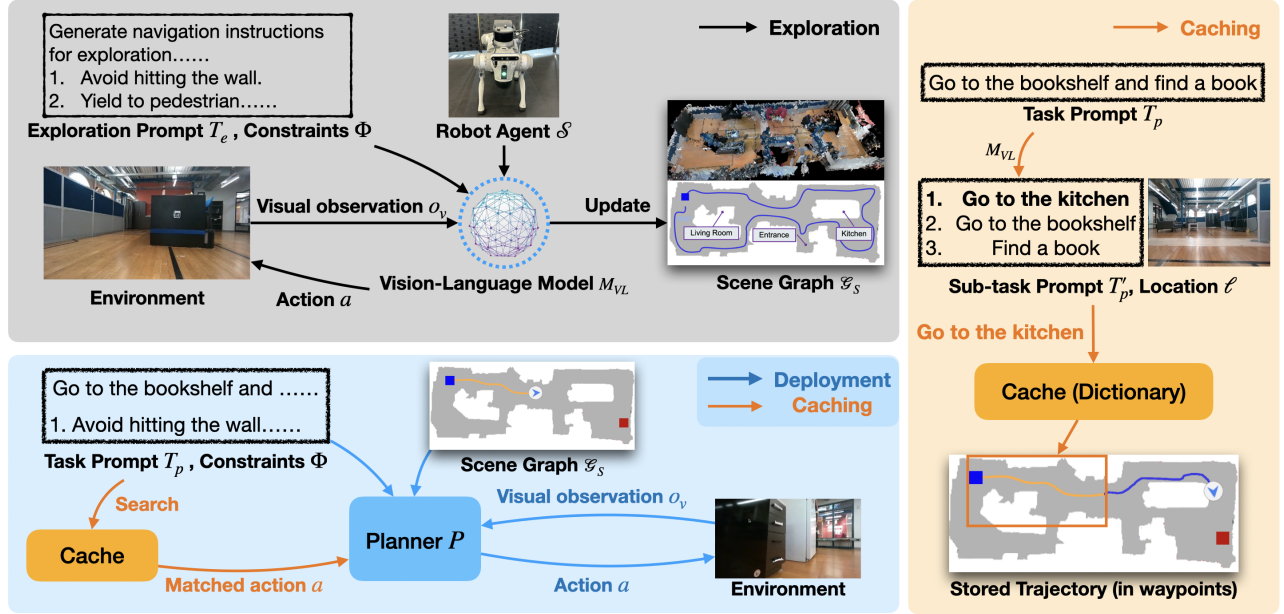 Generate navigation instructions
for exploration......
1. Avoid hitting the wall.
2. Yield to pedestrian......
Exploration Prompt Tₑ , Constraints Φ
Robot Agent 𝒮
Exploration
Visual observation oᵥ
Update
Living Room
Entrance
Kitchen
Environment
Action a
Vision-Language Model M_VL
Scene Graph 𝒢_S
Go to the bookshelf and ......
1. Avoid hitting the wall......
Task Prompt Tₚ , Constraints Φ
Scene Graph 𝒢_S
Deployment
Caching
Search
Cache
Matched action a
Planner P
Visual observation oᵥ
Action a
Environment
Caching
Go to the bookshelf and find a book
Task Prompt Tₚ
M_VL
1. Go to the kitchen
2. Go to the bookshelf
3. Find a book
Sub-task Prompt T′ₚ, Location ℓ
Go to the kitchen
Cache (Dictionary)
Stored Trajectory (in waypoints)